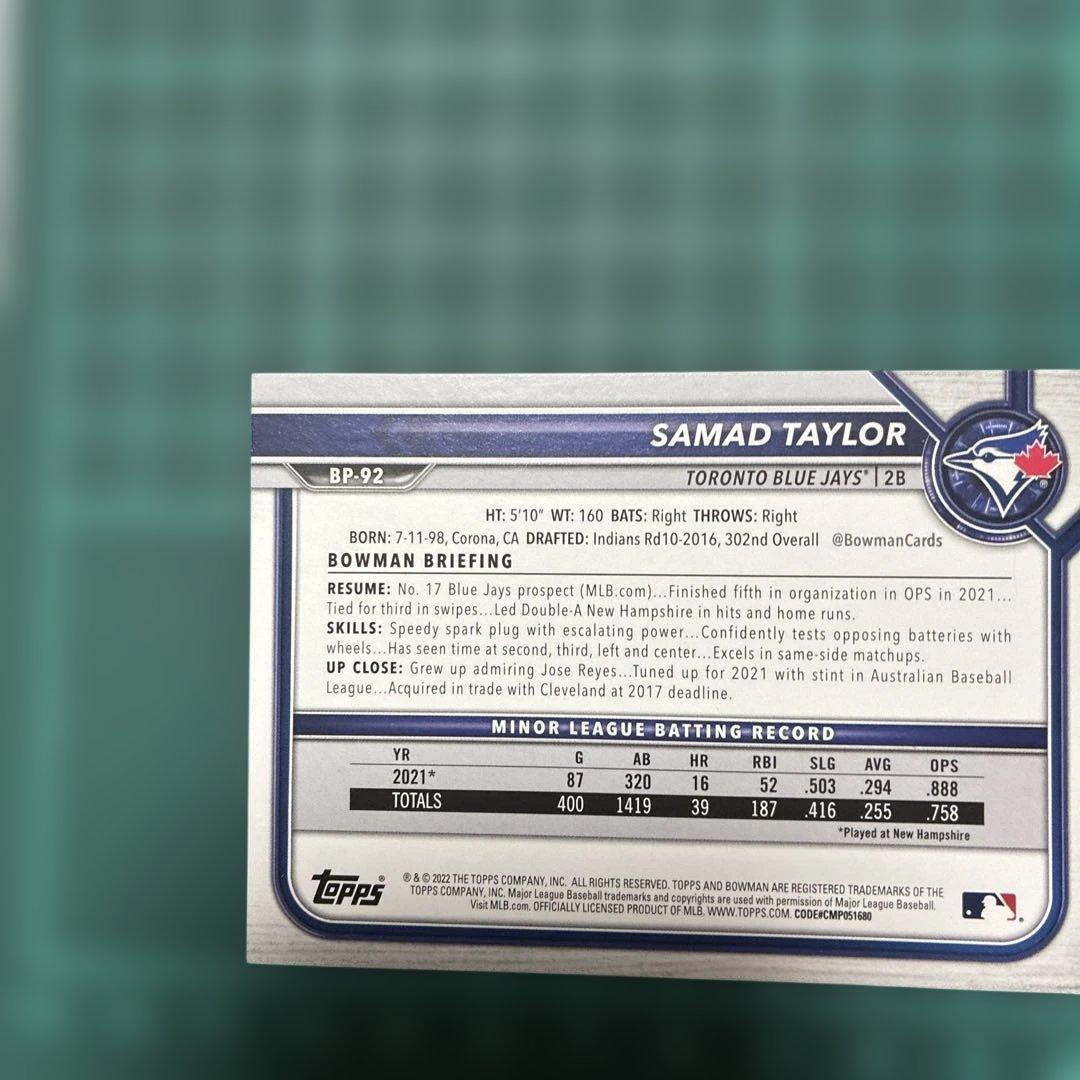 SAMAD TAYLOR
BP-92
TORONTO BLUE JAYS® | 2B
HT: 5'10" WT: 160 BATS: Right THROWS: Right
BORN: 7-11-98, Corona, CA DRAFTED: Indians Rd10-2016, 302nd Overall @BowmanCards
BOWMAN BRIEFING
RESUME: No. 17 Blue Jays prospect (MLB.com)...Finished fifth in organization in OPS in 2021...
Tied for third in swipes...Led Double-A New Hampshire in hits and home runs.
SKILLS: Speedy spark plug with escalating power...Confidently tests opposing batteries with
wheels...Has seen time at second, third, left and center...Excels in same-side matchups.
UP CLOSE: Grew up admiring Jose Reyes...Tuned up for 2021 with stint in Australian Baseball
League...Acquired in trade with Cleveland at 2017 deadline.
MINOR LEAGUE BATTING RECORD
YR G AB HR RBI SLG AVG OPS
2021* 87 320 16 52 .503 .294 .888
TOTALS 400 1419 39 187 .416 .255 .758
*Played at New Hampshire
Topps®
® & © 2022 THE TOPPS COMPANY, INC. ALL RIGHTS RESERVED. TOPPS AND BOWMAN ARE REGISTERED TRADEMARKS OF THE
TOPPS COMPANY, INC. Major League Baseball trademarks and copyrights are used with permission of Major League Baseball.
Visit MLB.com. OFFICIALLY LICENSED PRODUCT OF MLB. WWW.TOPPS.COM. CODE#CMP051680